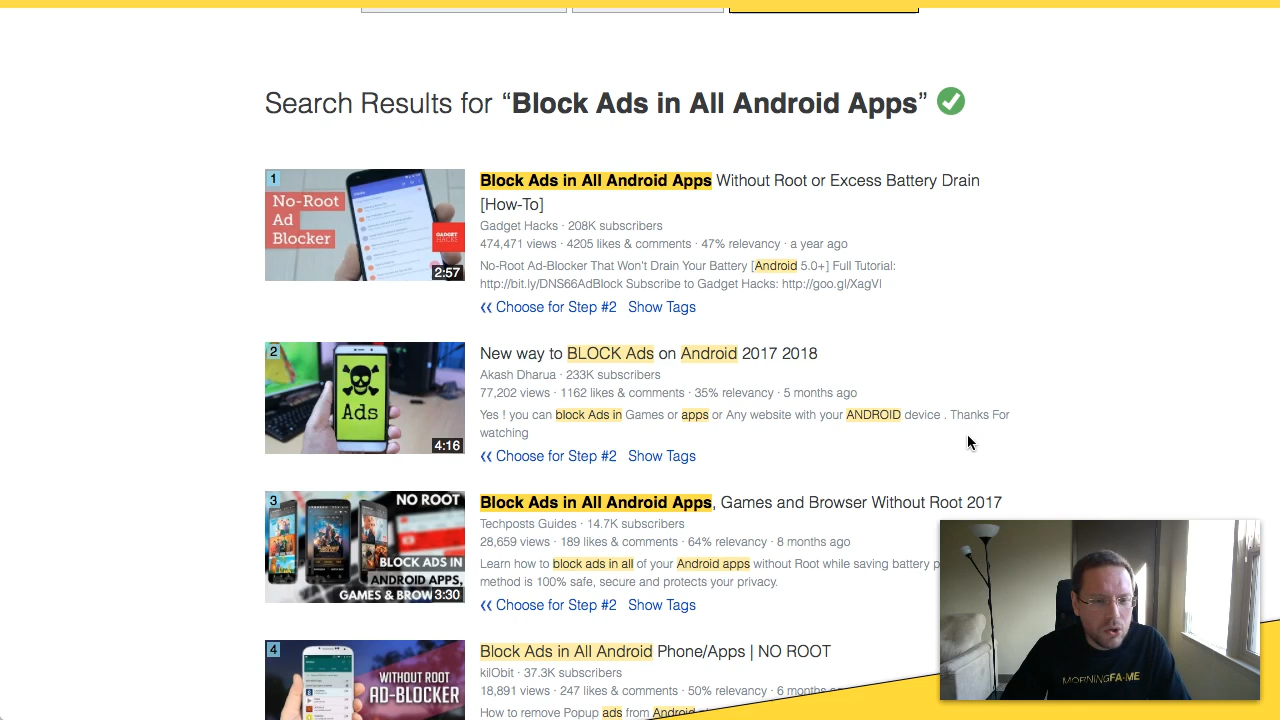 Search Results for “Block Ads in All Android Apps”
1
No-Root
Ad
Blocker
GADGET
HACKS
2:57
Block Ads in All Android Apps Without Root or Excess Battery Drain
[How-To]
Gadget Hacks · 208K subscribers
474,471 views · 4205 likes & comments · 47% relevancy · a year ago
No-Root Ad-Blocker That Won't Drain Your Battery [Android 5.0+] Full Tutorial:
http://bit.ly/DNS66AdBlock Subscribe to Gadget Hacks: http://goo.gl/XagVI
‹‹ Choose for Step #2 Show Tags
2
Ads
4:16
New way to BLOCK Ads on Android 2017 2018
Akash Dharua · 233K subscribers
77,202 views · 1162 likes & comments · 35% relevancy · 5 months ago
Yes ! you can block Ads in Games or apps or Any website with your ANDROID device . Thanks For
watching
‹‹ Choose for Step #2 Show Tags
3
NO ROOT
BLOCK ADS IN
ANDROID APPS,
GAMES & BROW
3:30
Block Ads in All Android Apps, Games and Browser Without Root 2017
Techposts Guides · 14.7K subscribers
28,659 views · 189 likes & comments · 64% relevancy · 8 months ago
Learn how to block ads in all of your Android apps without Root while saving battery
method is 100% safe, secure and protects your privacy.
‹‹ Choose for Step #2 Show Tags
4
WITHOUT ROOT
AD-BLOCKER
Block Ads in All Android Phone/Apps | NO ROOT
kilObit · 37.3K subscribers
18,891 views · 247 likes & comments · 50% relevancy · 6 months
How to remove Popup ads from Android
MORNINGFA·ME